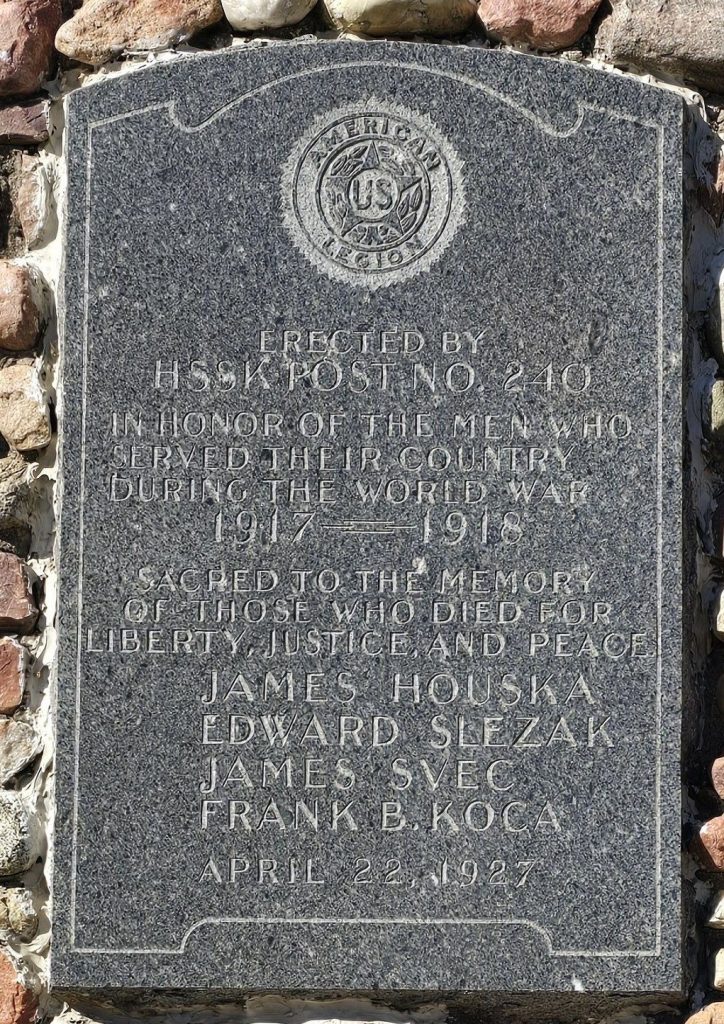 AMERICAN
US
LEGION
ERECTED BY
HSSK POST NO. 240
IN HONOR OF THE MEN WHO
SERVED THEIR COUNTRY
DURING THE WORLD WAR
1917 — 1918
SACRED TO THE MEMORY
OF THOSE WHO DIED FOR
LIBERTY, JUSTICE, AND PEACE
JAMES HOUSKA
EDWARD SLEZAK
JAMES SVEC
FRANK B. KOCA
APRIL 22, 1927